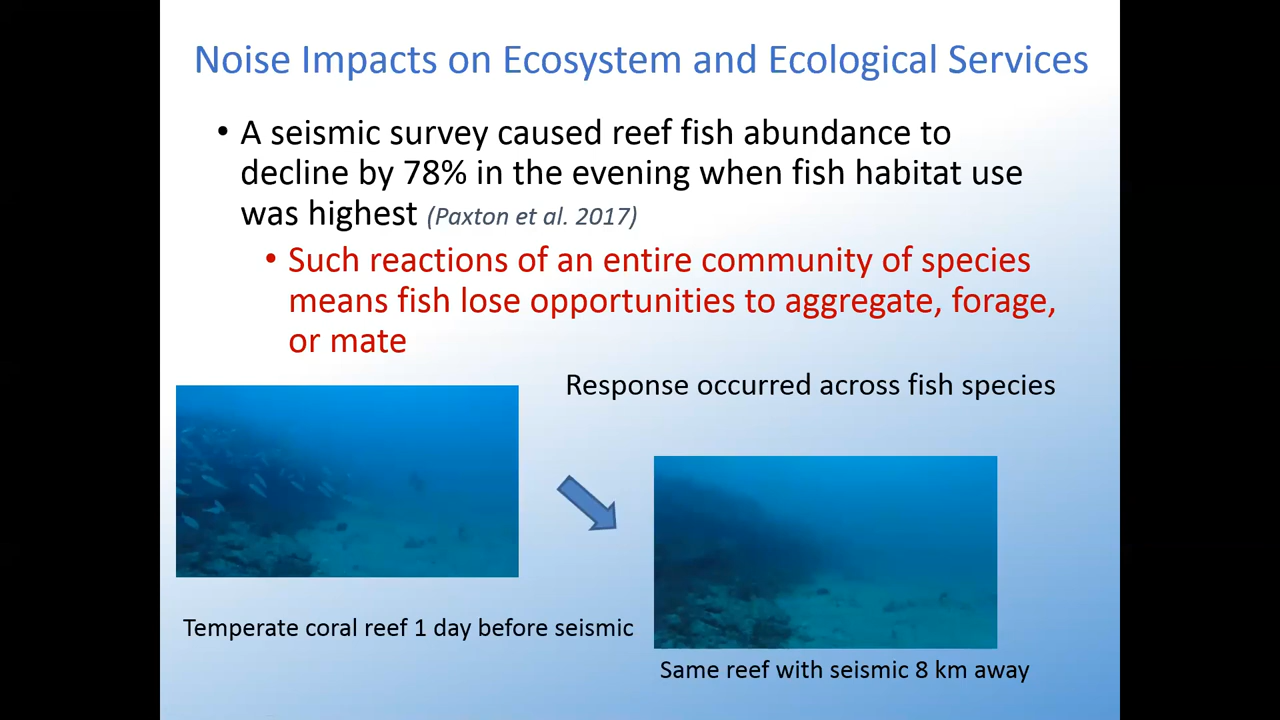 Noise Impacts on Ecosystem and Ecological Services
• A seismic survey caused reef fish abundance to
decline by 78% in the evening when fish habitat use
was highest (Paxton et al. 2017)
• Such reactions of an entire community of species
means fish lose opportunities to aggregate, forage,
or mate
Response occurred across fish species
Temperate coral reef 1 day before seismic
Same reef with seismic 8 km away